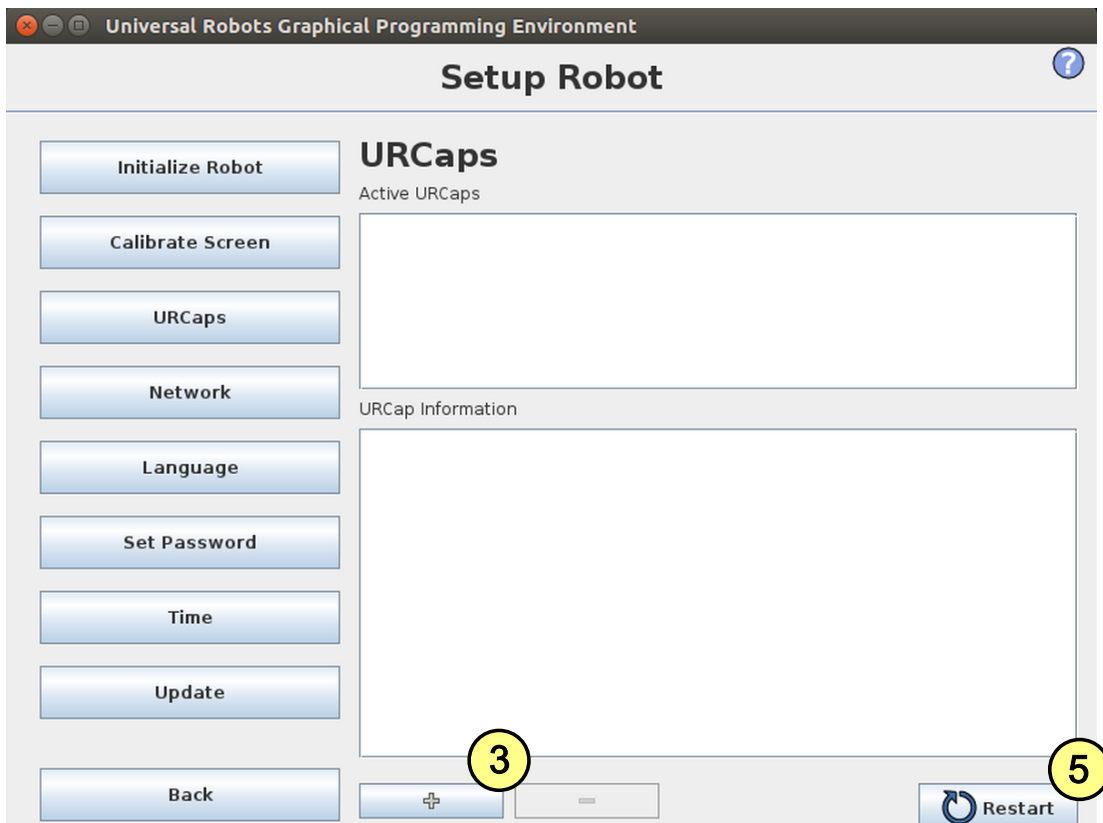 Universal Robots Graphical Programming Environment
Setup Robot
?
Initialize Robot
Calibrate Screen
URCaps
Network
Language
Set Password
Time
Update
Back
URCaps
Active URCaps
URCap Information
3
5
Restart